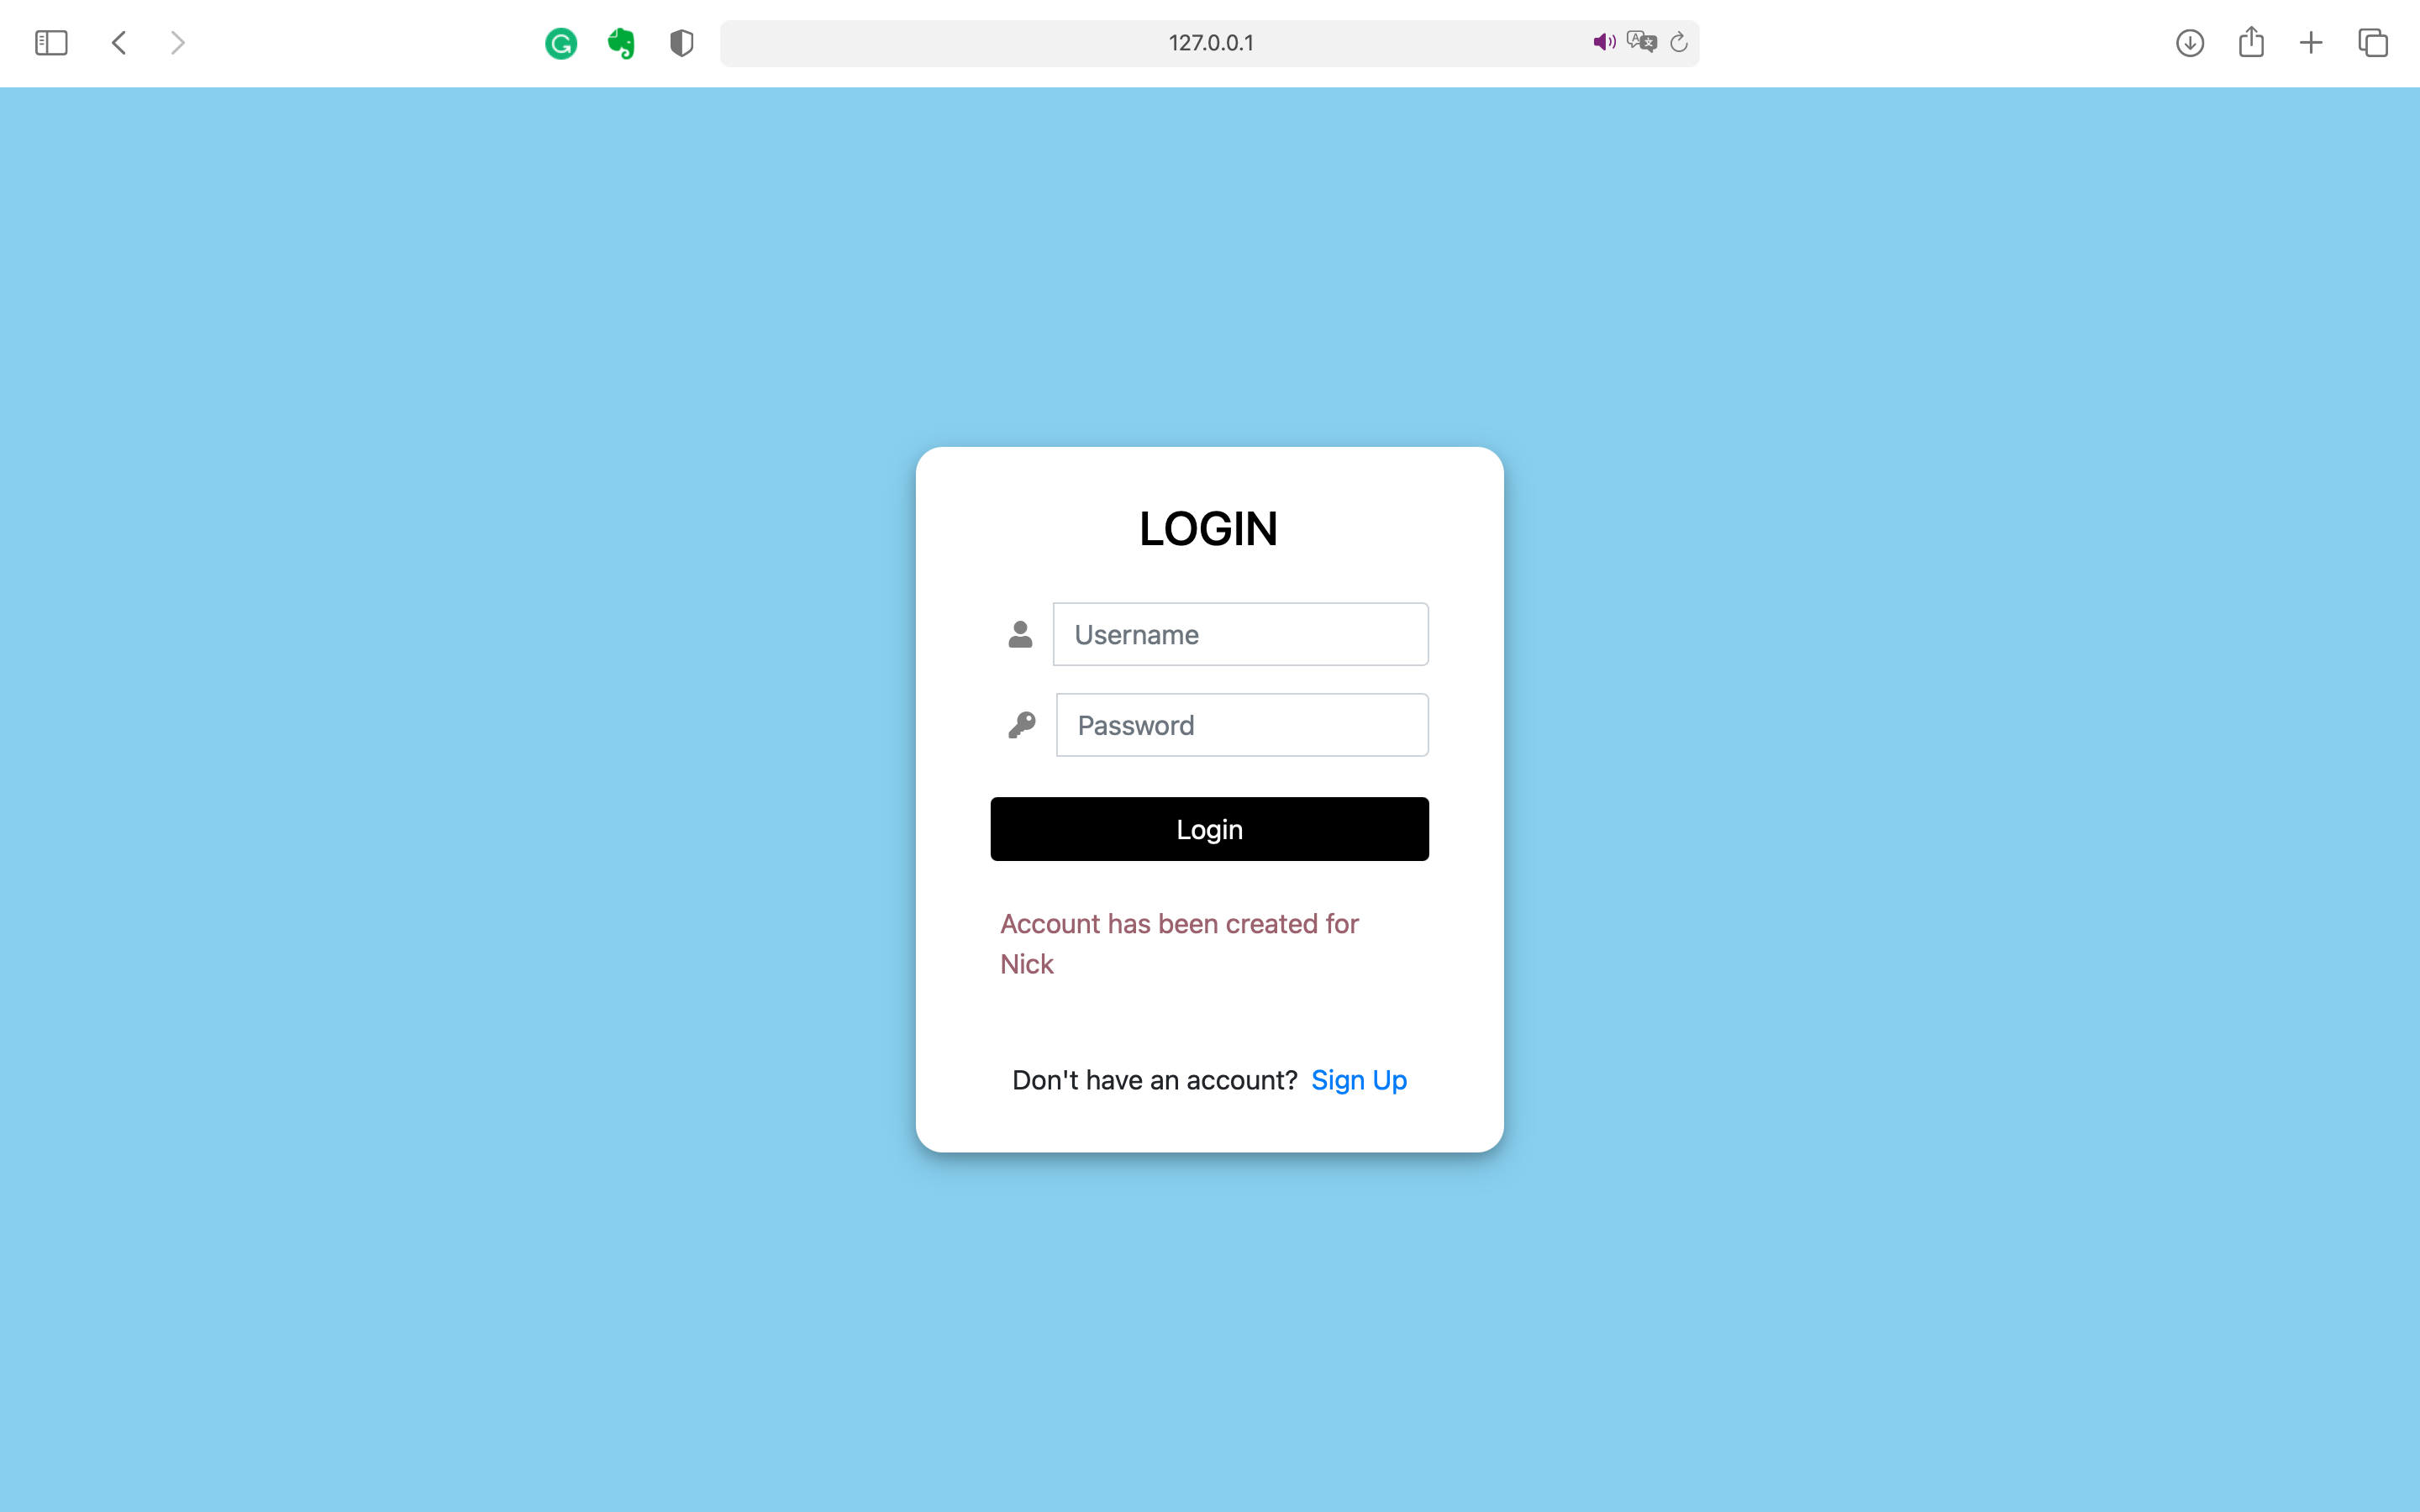 127.0.0.1
LOGIN
Username
Password
Login
Account has been created for
Nick
Don't have an account? Sign Up